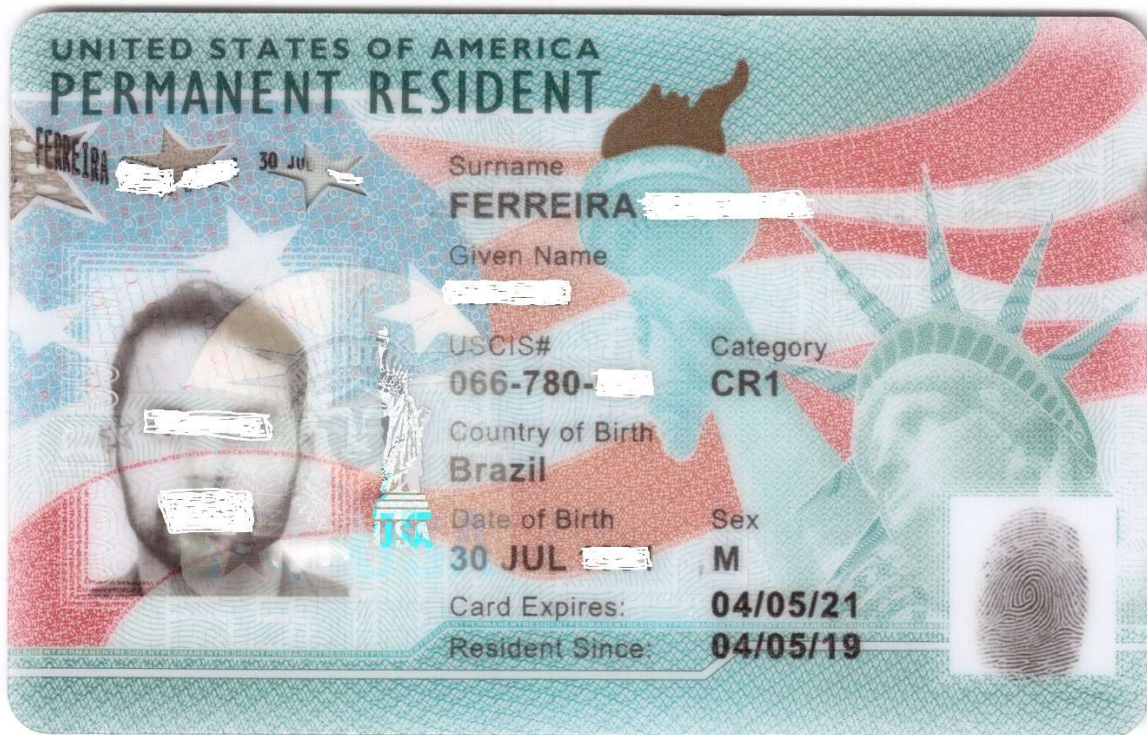 UNITED STATES OF AMERICA
PERMANENT RESIDENT
FERREIRA
30 JUL
Surname
FERREIRA
Given Name
USCIS# Category
066-780- CR1
Country of Birth
Brazil
Date of Birth Sex
30 JUL M
Card Expires: 04/05/21
Resident Since: 04/05/19
USA